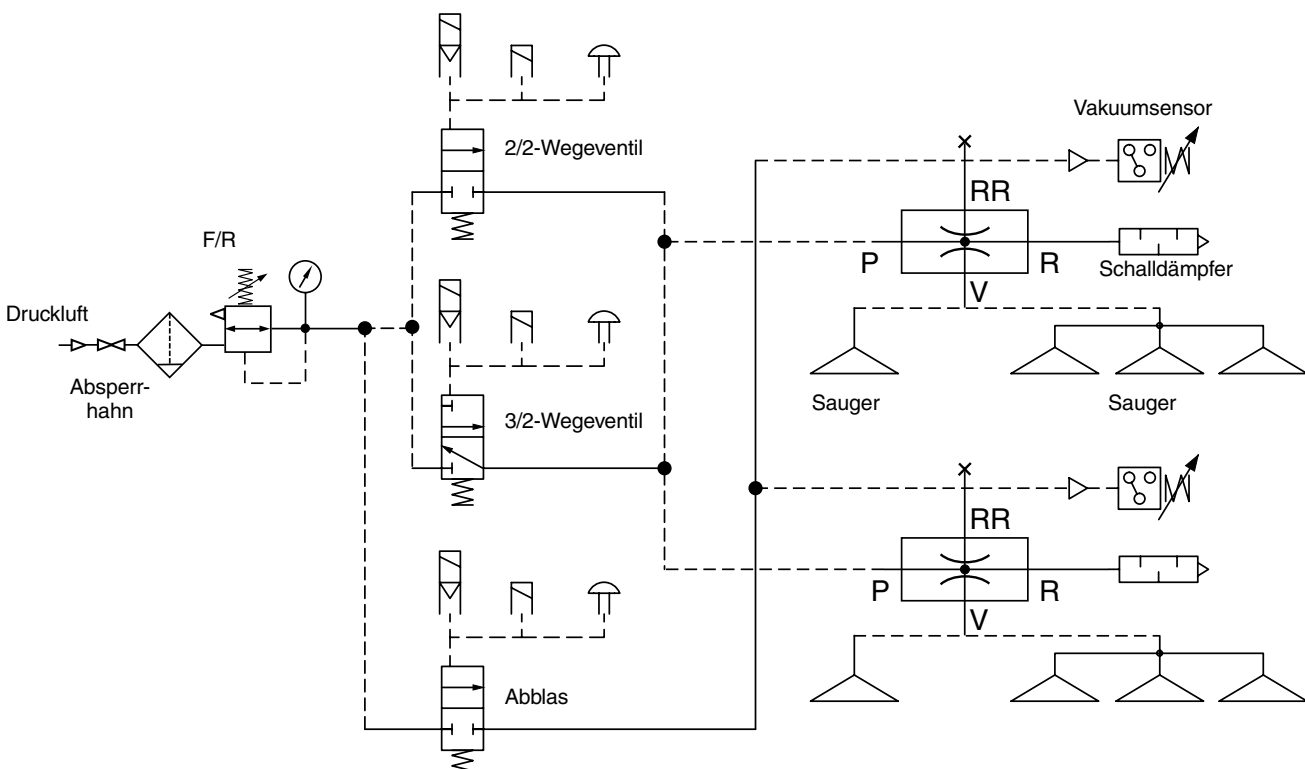 2/2-Wegeventil
Vakuumsensor
RR
F/R
P
R
Schalldämpfer
V
Druckluft
Absperr-
hahn
3/2-Wegeventil
Sauger
Sauger
RR
P
R
V
Abblas